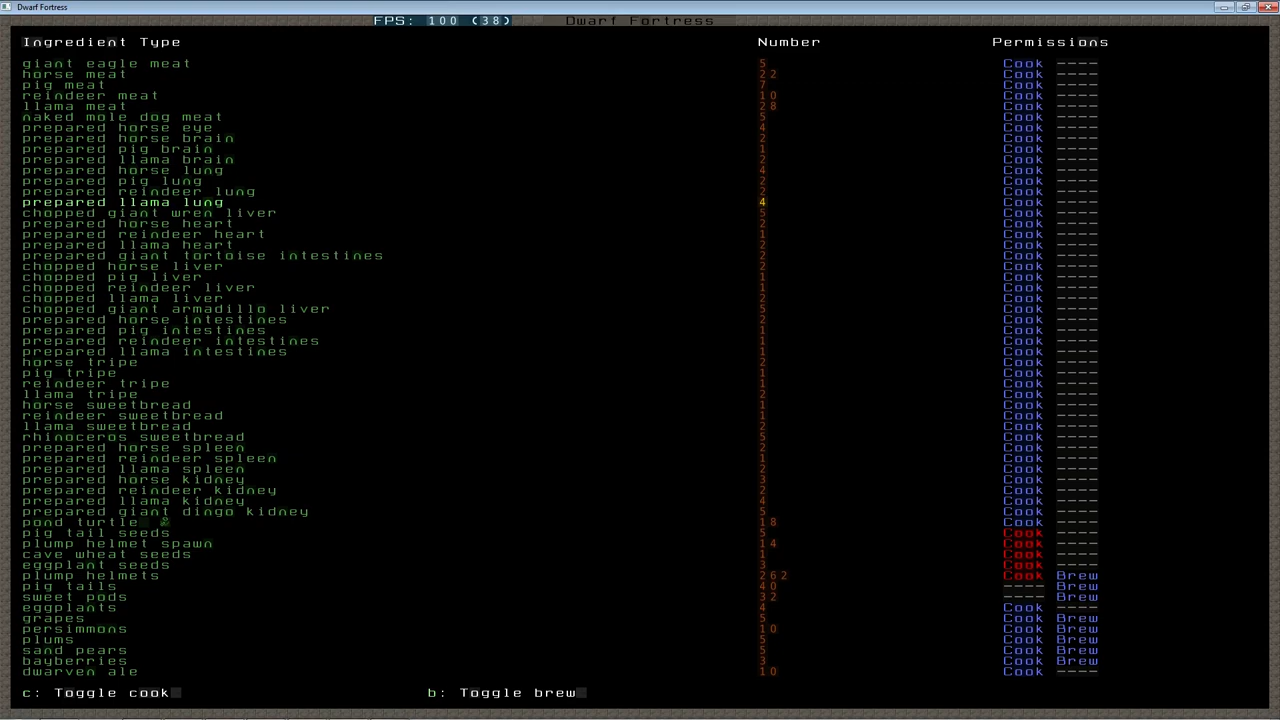 Dwarf Fortress
FPS: 100 (38) Dwarf Fortress
Ingredient Type Number Permissions
giant eagle meat 5 Cook ----
horse meat 22 Cook ----
pig meat 7 Cook ----
reindeer meat 10 Cook ----
llama meat 28 Cook ----
naked mole dog meat 5 Cook ----
prepared horse eye 4 Cook ----
prepared horse brain 2 Cook ----
prepared pig brain 1 Cook ----
prepared llama brain 2 Cook ----
prepared horse lung 4 Cook ----
prepared pig lung 2 Cook ----
prepared reindeer lung 2 Cook ----
prepared llama lung 4 Cook ----
chopped giant wren liver 5 Cook ----
prepared horse heart 2 Cook ----
prepared reindeer heart 1 Cook ----
prepared llama heart 2 Cook ----
prepared giant tortoise intestines 2 Cook ----
chopped horse liver 2 Cook ----
chopped pig liver 1 Cook ----
chopped reindeer liver 1 Cook ----
chopped llama liver 2 Cook ----
chopped giant armadillo liver 5 Cook ----
prepared horse intestines 2 Cook ----
prepared pig intestines 1 Cook ----
prepared reindeer intestines 1 Cook ----
prepared llama intestines 1 Cook ----
horse tripe 2 Cook ----
pig tripe 1 Cook ----
reindeer tripe 1 Cook ----
llama tripe 2 Cook ----
horse sweetbread 1 Cook ----
reindeer sweetbread 1 Cook ----
llama sweetbread 2 Cook ----
rhinoceros sweetbread 5 Cook ----
prepared horse spleen 2 Cook ----
prepared reindeer spleen 1 Cook ----
prepared llama spleen 2 Cook ----
prepared horse kidney 3 Cook ----
prepared reindeer kidney 2 Cook ----
prepared llama kidney 4 Cook ----
prepared giant dingo kidney 5 Cook ----
pond turtle 18 Cook ----
pig tail seeds 5 Cook ----
plump helmet spawn 14 Cook ----
cave wheat seeds 1 Cook ----
eggplant seeds 3 Cook ----
plump helmets 262 Cook Brew
pig tails 40 ---- Brew
sweet pods 32 ---- Brew
eggplants 4 Cook ----
grapes 5 Cook Brew
persimmons 10 Cook Brew
plums 5 Cook Brew
sand pears 5 Cook Brew
bayberries 3 Cook Brew
dwarven ale 10 Cook ----
c: Toggle cook b: Toggle brew